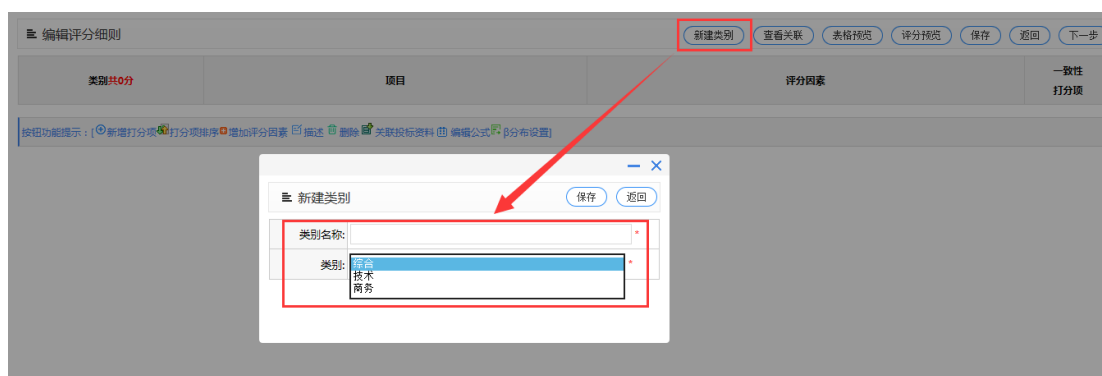 编辑评分细则
新建类别 查看关联 表格预览 评分预览 保存 返回 下一步
类别共0分 项目 评分因素 一致性
打分项
按钮功能提示：[新增打分项打分项排序增加评分因素 描述 删除 关联投标资料 编辑公式 β分布设置]
新建类别 保存 返回
类别名称: *
类别: 综合 *
技术
商务